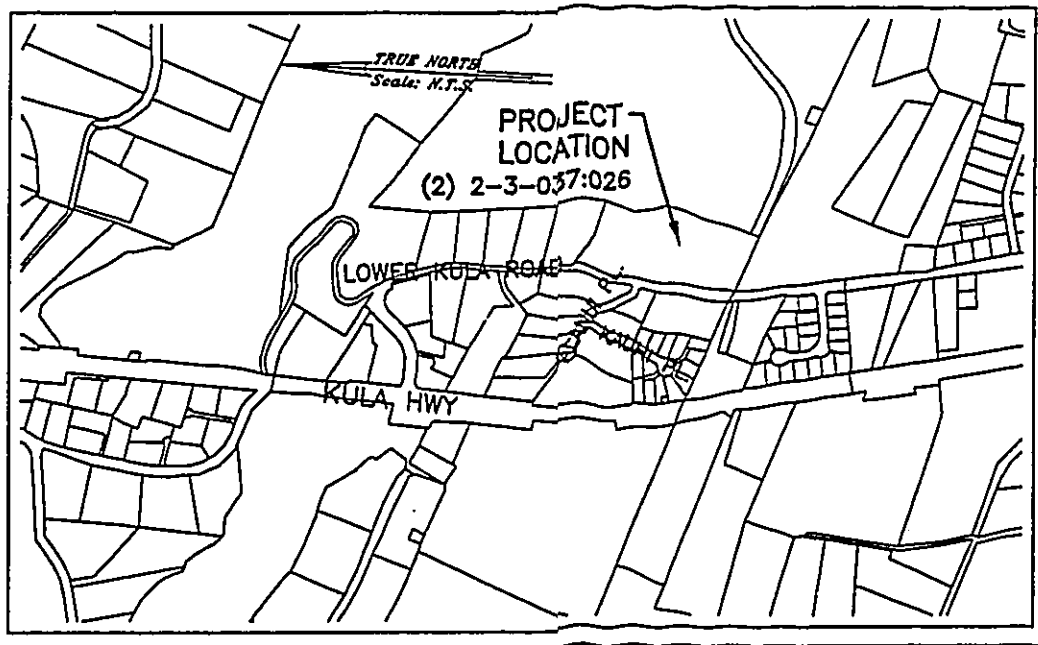 TRUE NORTH
Scale: N.T.S.
PROJECT
LOCATION
(2) 2-3-037:026
LOWER KULA ROAD
KULA HWY